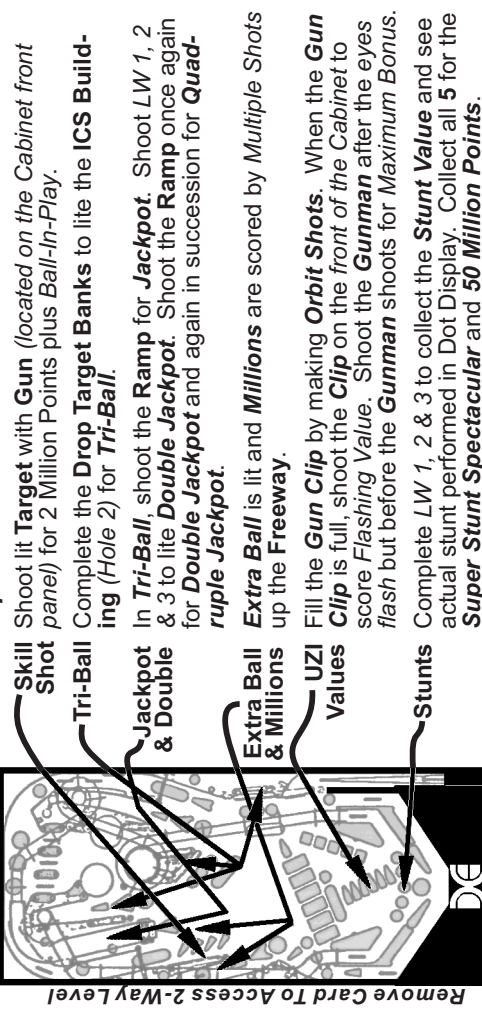 Skill
Shot
Shoot lit Target with Gun (located on the Cabinet front
panel) for 2 Million Points plus Ball-In-Play.
Tri-Ball
Complete the Drop Target Banks to lite the ICS Build-
ing (Hole 2) for Tri-Ball.
Jackpot
& Double
In Tri-Ball, shoot the Ramp for Jackpot. Shoot LW 1, 2
& 3 to lite Double Jackpot. Shoot the Ramp once again
for Double Jackpot and again in succession for Quad-
ruple Jackpot.
Extra Ball
& Millions
Extra Ball is lit and Millions are scored by Multiple Shots
up the Freeway.
UZI
Values
Fill the Gun Clip by making Orbit Shots. When the Gun
Clip is full, shoot the Clip on the front of the Cabinet to
score Flashing Value. Shoot the Gunman after the eyes
flash but before the Gunman shoots for Maximum Bonus.
Stunts
Complete LW 1, 2 & 3 to collect the Stunt Value and see
actual stunt performed in Dot Display. Collect all 5 for the
Super Stunt Spectacular and 50 Million Points.
Remove Card To Access 2-Way Level
DE